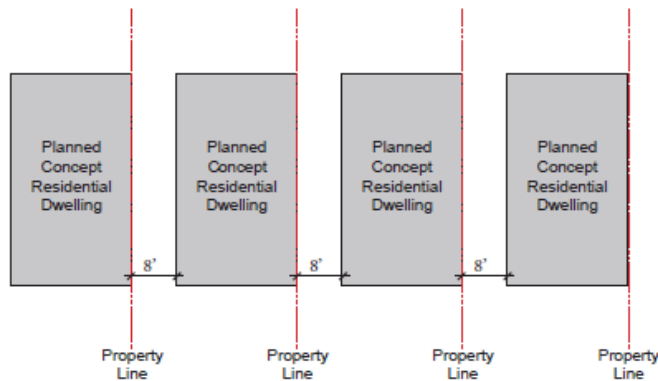 Planned
Concept
Residential
Dwelling
Planned
Concept
Residential
Dwelling
Planned
Concept
Residential
Dwelling
Planned
Concept
Residential
Dwelling
8’
8’
8’
Property
Line
Property
Line
Property
Line
Property
Line